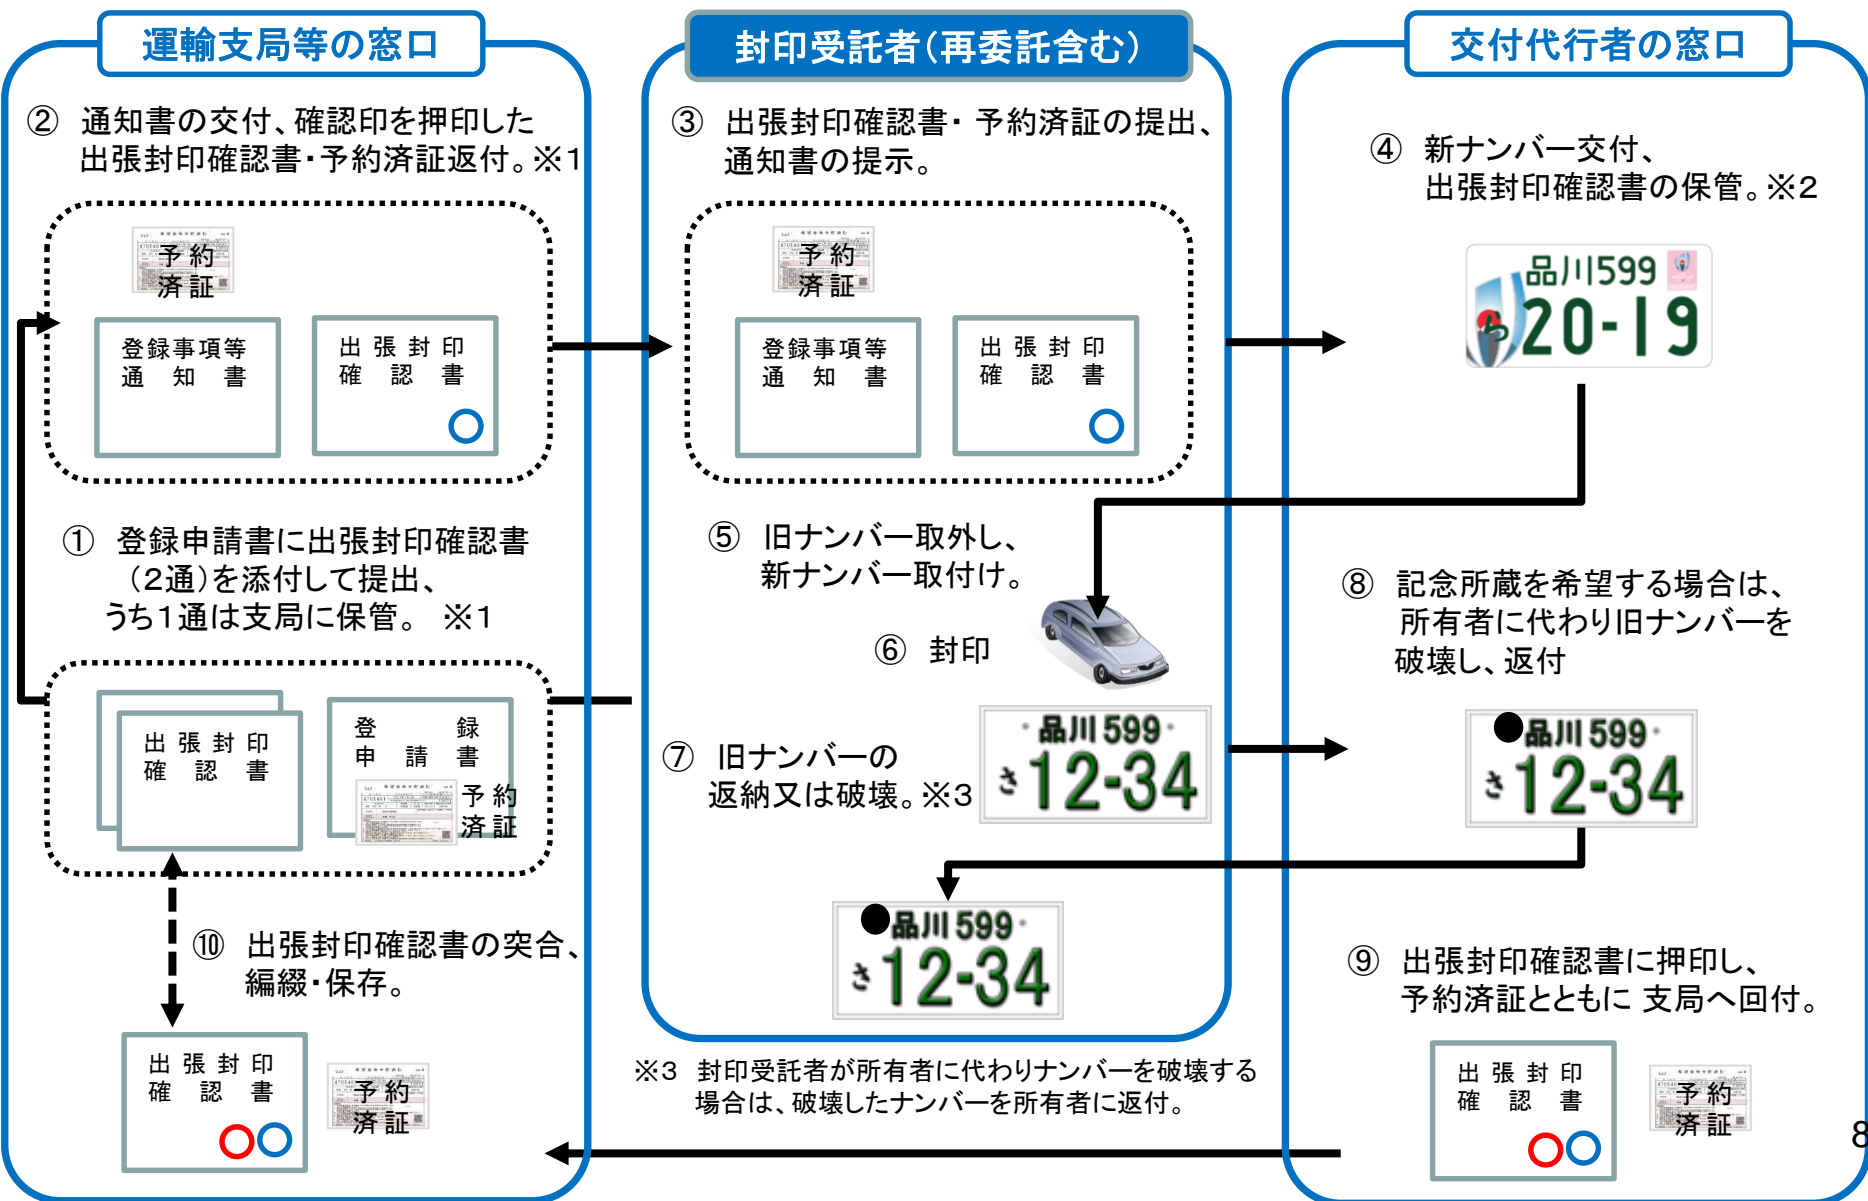 運輸支局等の窓口
② 通知書の交付、確認印を押印した
出張封印確認書・予約済証返付。※1
予約
済証
登録事項等
通知書
出張封印
確認書
① 登録申請書に出張封印確認書
(2通)を添付して提出、
うち1通は支局に保管。 ※1
出張封印
確認書
登録
申請書
予約
済証
⑩ 出張封印確認書の突合、
編綴・保存。
出張封印
確認書
予約
済証
封印受託者(再委託含む)
③ 出張封印確認書・予約済証の提出、
通知書の提示。
予約
済証
登録事項等
通知書
出張封印
確認書
⑤ 旧ナンバー取外し、
新ナンバー取付け。
⑥ 封印
⑦ 旧ナンバーの
返納又は破壊。※3
品川 599
さ 12-34
品川 599
さ 12-34
※3 封印受託者が所有者に代わりナンバーを破壊する
場合は、破壊したナンバーを所有者に返付。
交付代行者の窓口
④ 新ナンバー交付、
出張封印確認書の保管。※2
品川599
ら 20-19
⑧ 記念所蔵を希望する場合は、
所有者に代わり旧ナンバーを
破壊し、返付
品川 599
さ 12-34
⑨ 出張封印確認書に押印し、
予約済証とともに 支局へ回付。
出張封印
確認書
予約
済証
8